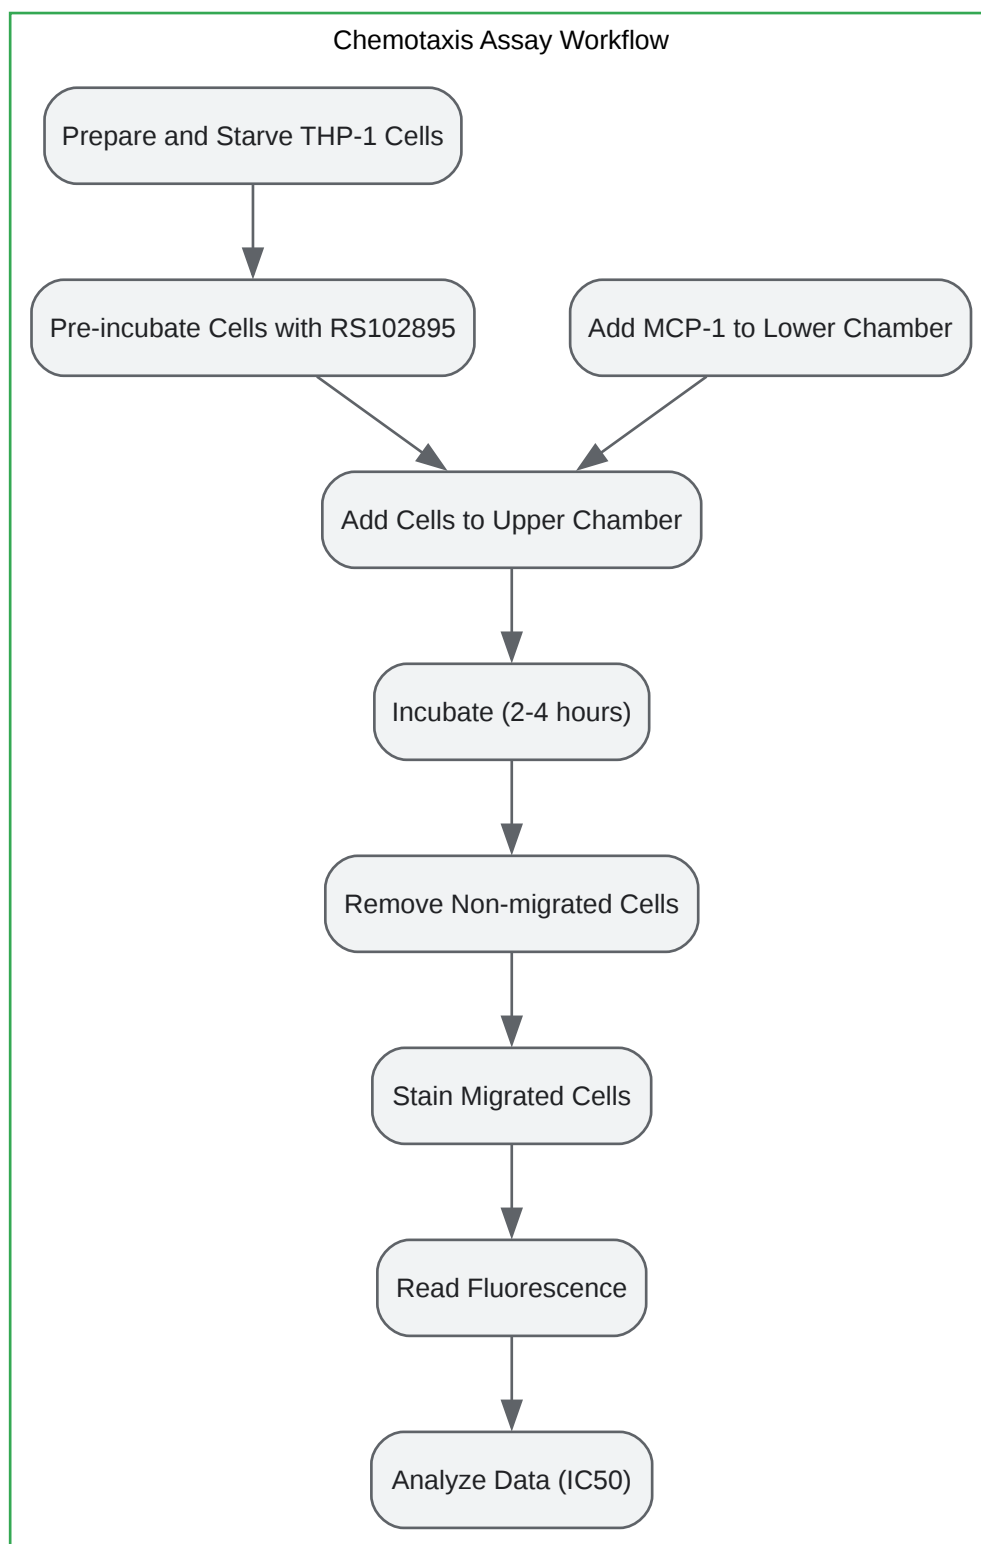 Chemotaxis Assay Workflow
Prepare and Starve THP-1 Cells
Pre-incubate Cells with RS102895
Add MCP-1 to Lower Chamber
Add Cells to Upper Chamber
Incubate (2-4 hours)
Remove Non-migrated Cells
Stain Migrated Cells
Read Fluorescence
Analyze Data (IC50)